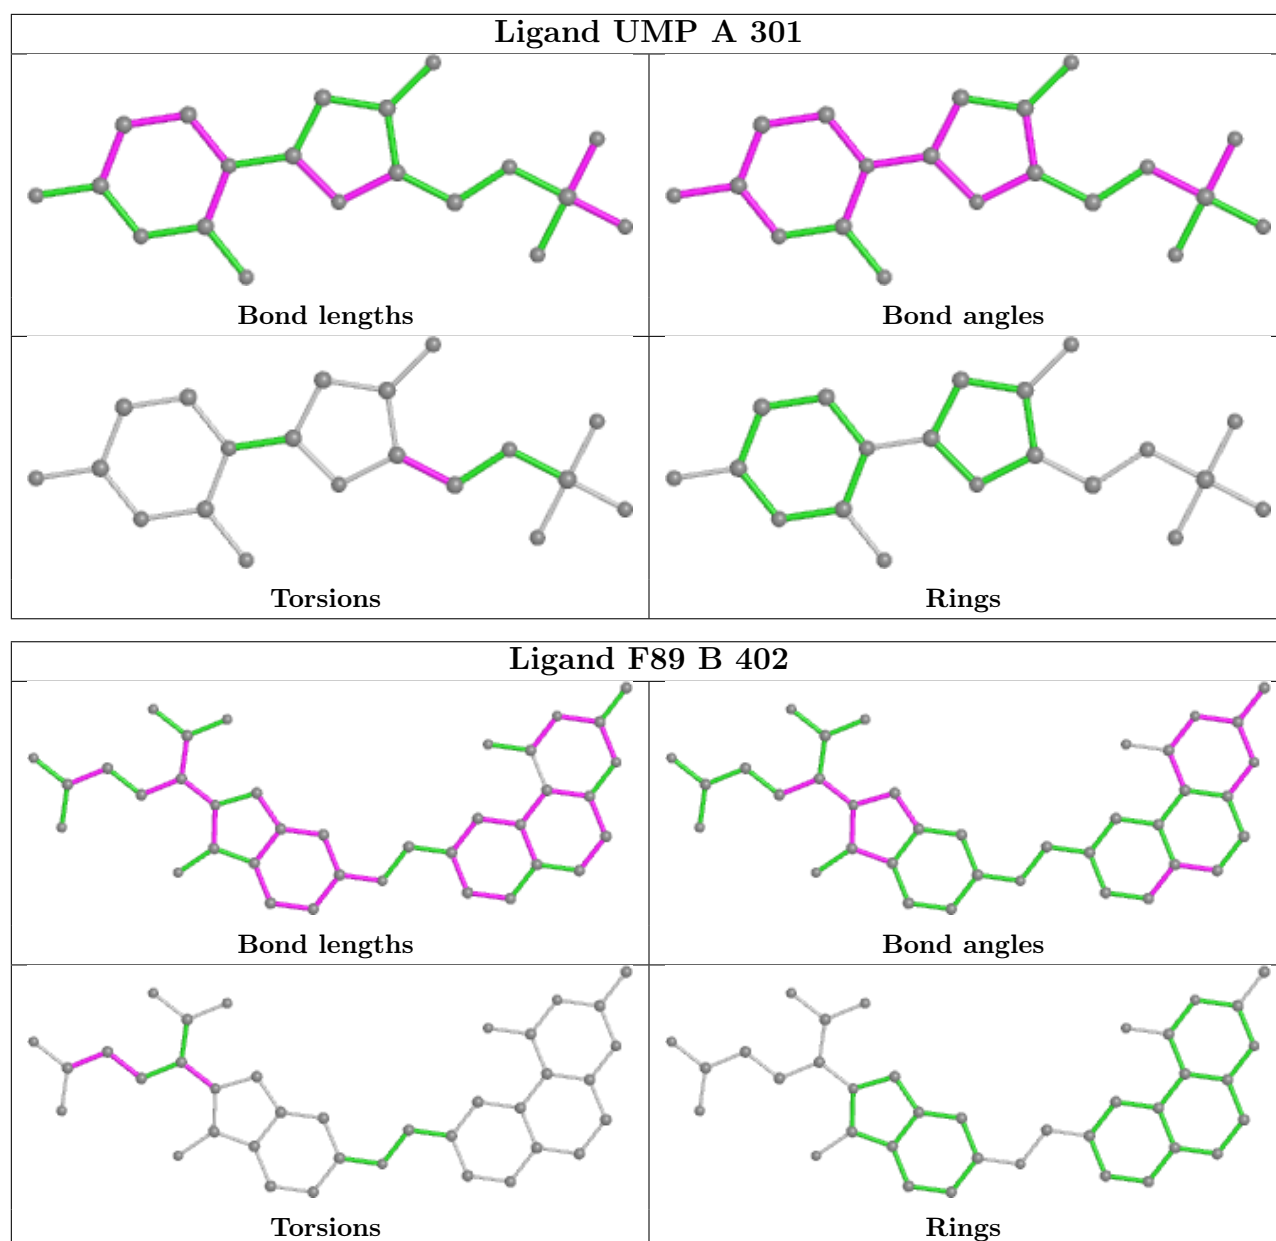 Ligand UMP A 301
Bond lengths
Bond angles
Torsions
Rings
Ligand F89 B 402
Bond lengths
Bond angles
Torsions
Rings